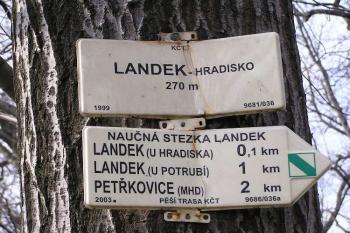 KČT
LANDEK - HRADISKO
270 m
1999 9681/036
NAUČNÁ STEZKA LANDEK
LANDEK (U HRADISKA) 0,1 km
LANDEK (U POTRUBÍ) 1 km
PETŘKOVICE (MHD) 2 km
2003 PĚŠÍ TRASA KČT 9686/036a